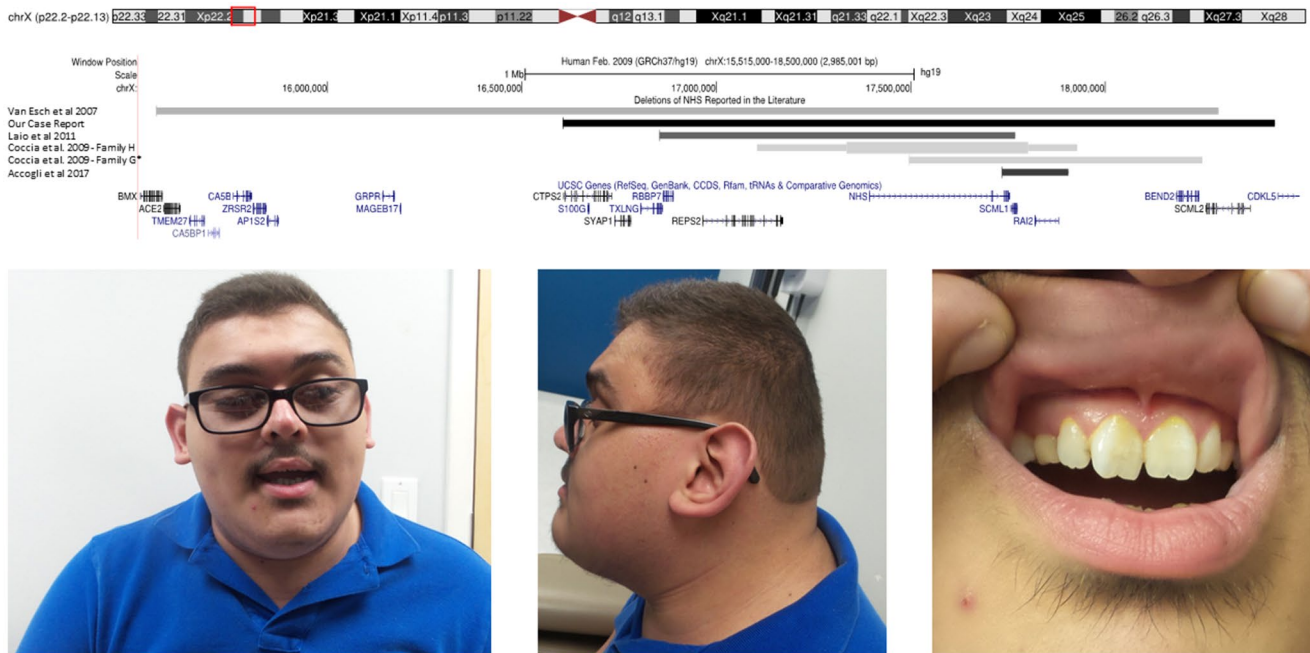 chrX (p22.2-p22.13) p22.33 22.31 Xp22.2 Xp21.3 Xp21.1 Xp11.4 p11.3 p11.22 q12 q13.1 Xq21.1 Xq21.31 q21.33 q22.1 Xq22.3 Xq23 Xq24 Xq25 26.2 q26.3 Xq27.3 Xq28
Window Position Human Feb. 2009 (GRCh37/hg19) chrX:15,515,000-18,500,000 (2,985,001 bp)
Scale 1 Mb hg19
chrX: 16,000,000 16,500,000 17,000,000 17,500,000 18,000,000
Deletions of NHS Reported in the Literature
Van Esch et al 2007
Our Case Report
Laio et al 2011
Coccia et al. 2009 - Family H
Coccia et al. 2009 - Family G*
Accogli et al 2017
UCSC Genes (RefSeq, GenBank, CCDS, Rfam, tRNAs & Comparative Genomics)
BMX CA5B GRPR CTPS2 RBBP7 NHS BEND2 CDKL5
ACE2 ZRSR2 MAGEB17 S100G TXLNG SCML1 SCML2
TMEM27 AP1S2 SYAP1 REPS2 RAI2
CA5BP1